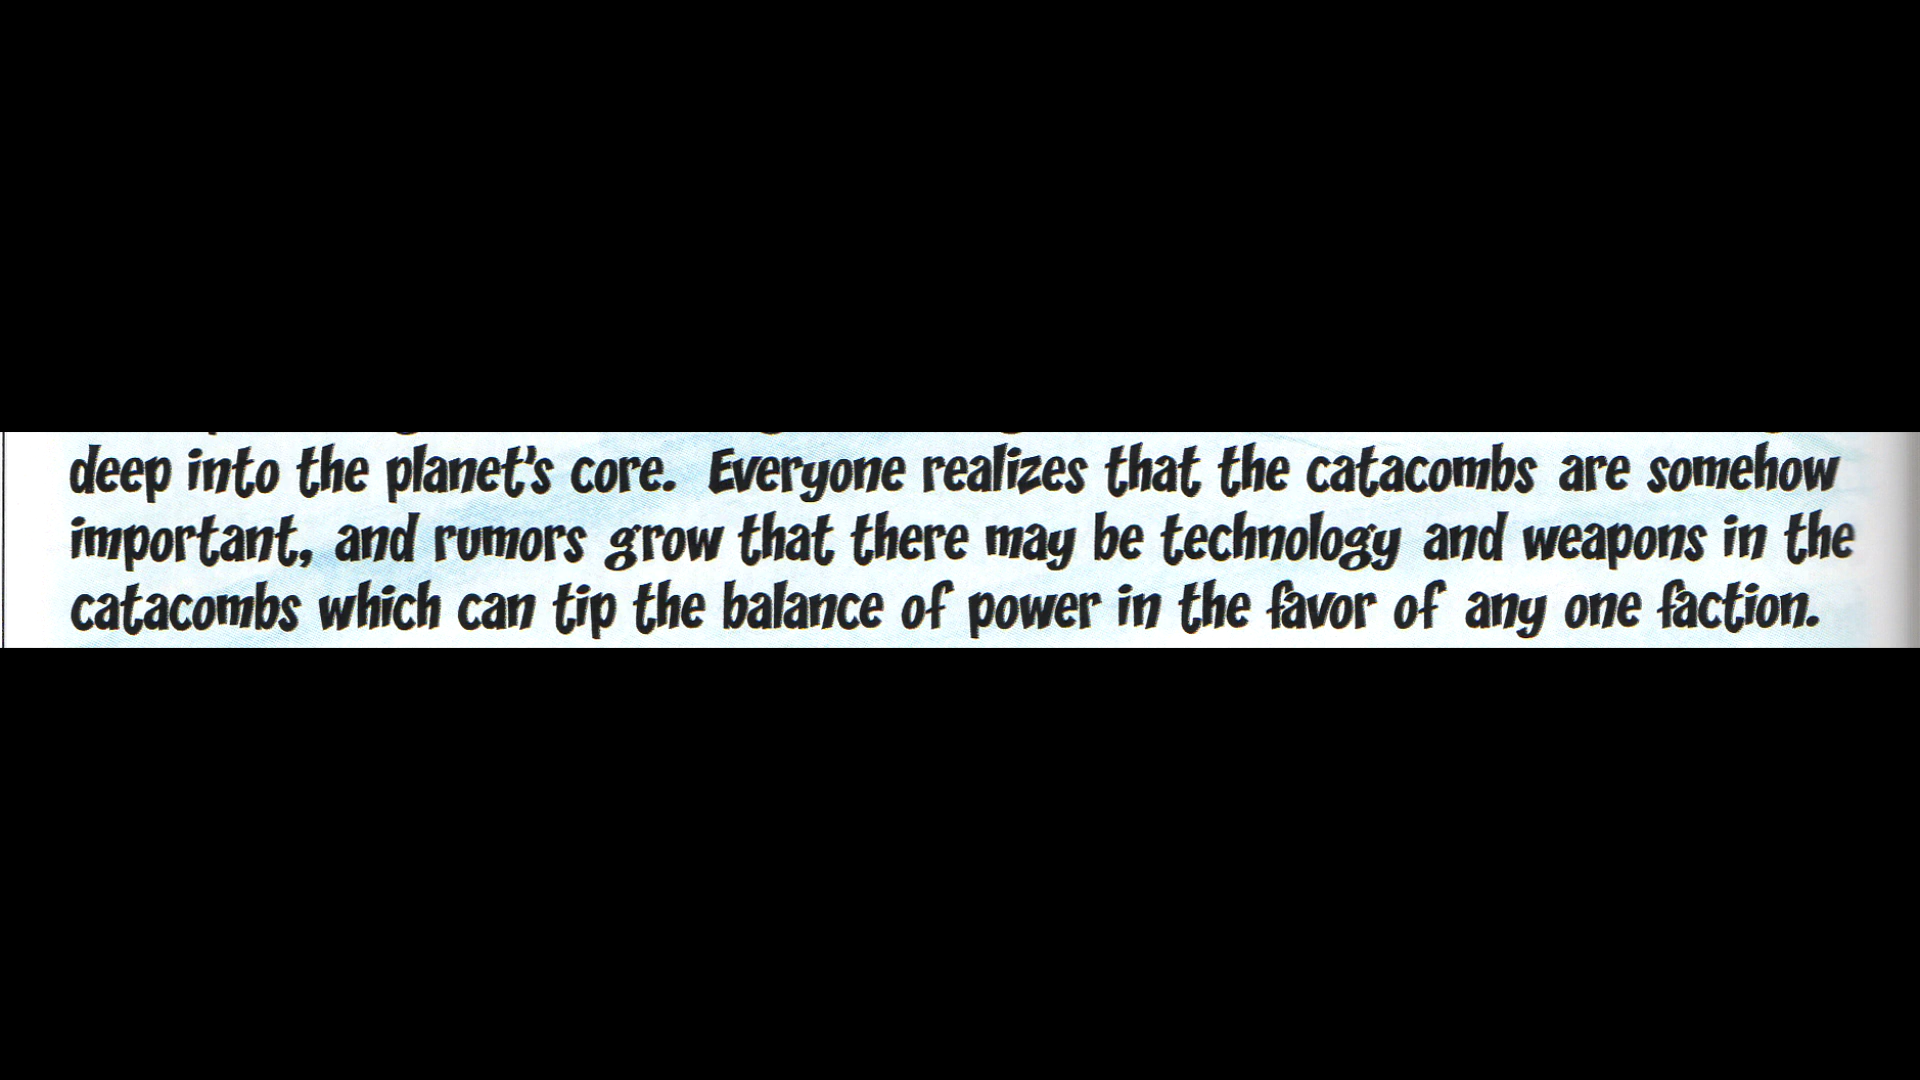 deep into the planet's core.  Everyone realizes that the catacombs are somehow
important, and rumors grow that there may be technology and weapons in the
catacombs which can tip the balance of power in the favor of any one faction.